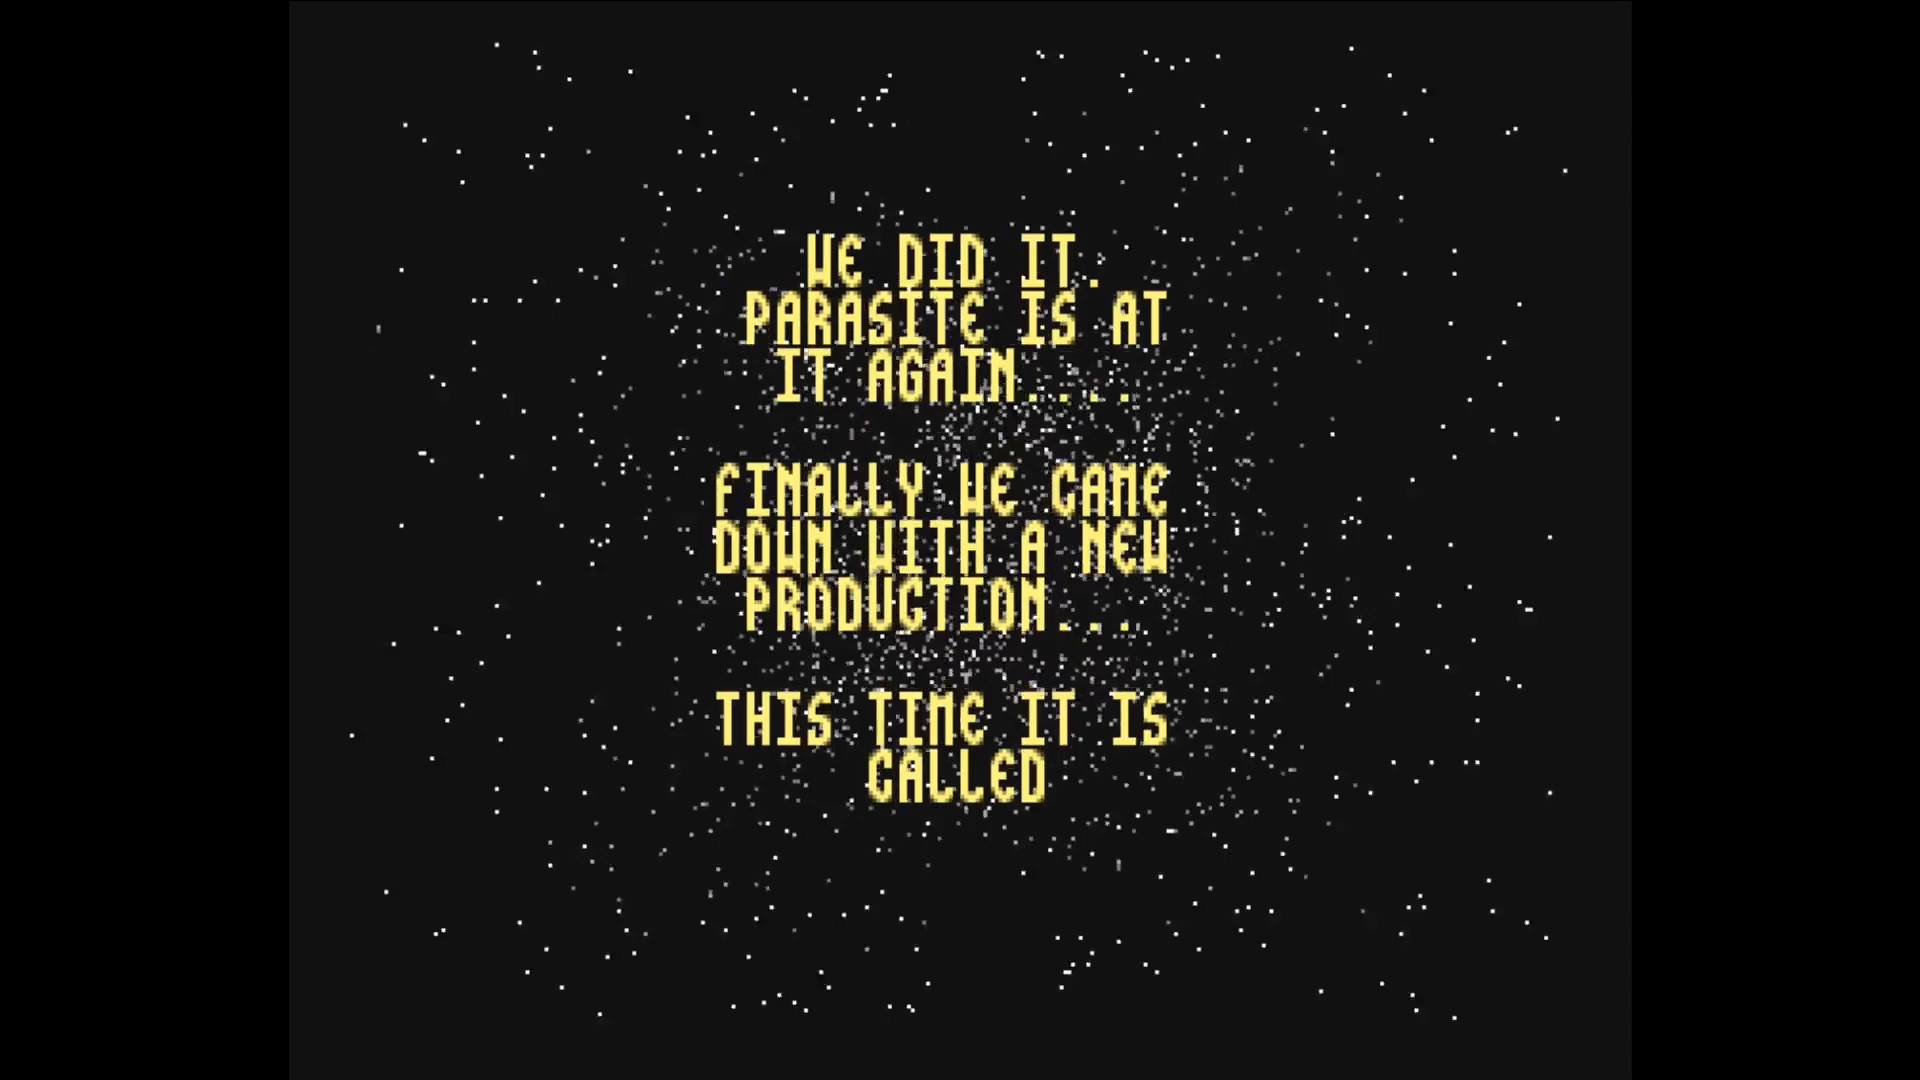 WE DID IT.
PARASITE IS AT
IT AGAIN....
FINALLY WE CAME
DOWN WITH A NEW
PRODUCTION...
THIS TIME IT IS
CALLED